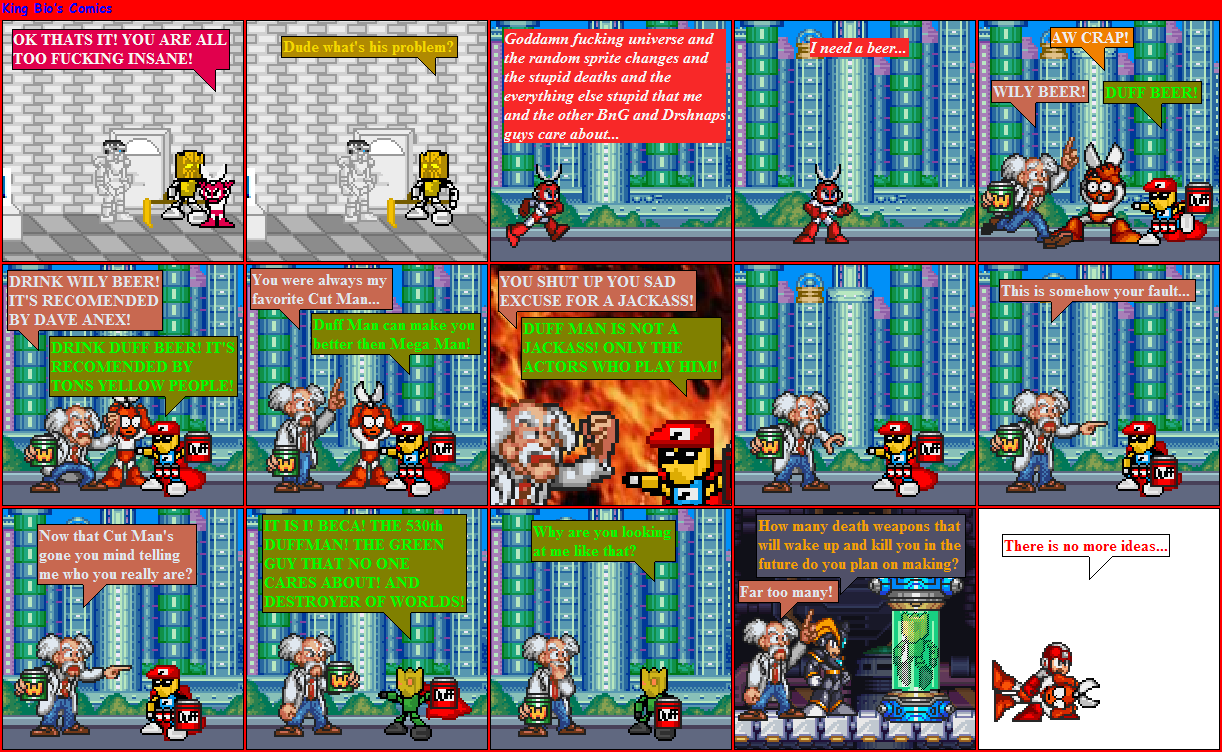 King Bio's Comics
OK THATS IT! YOU ARE ALL
TOO FUCKING INSANE!
Dude what's his problem?
Goddamn fucking universe and
the random sprite changes and
the stupid deaths and the
everything else stupid that me
and the other BnG and Drshnaps
guys care about...
I need a beer...
AW CRAP!
WILY BEER!
DUFF BEER!
W
Duff
DRINK WILY BEER!
IT'S RECOMENDED
BY DAVE ANEX!
DRINK DUFF BEER! IT'S
RECOMENDED BY
TONS YELLOW PEOPLE!
W
Duff
You were always my
favorite Cut Man...
Duff Man can make you
better then Mega Man!
W
Duff
YOU SHUT UP YOU SAD
EXCUSE FOR A JACKASS!
DUFF MAN IS NOT A
JACKASS! ONLY THE
ACTORS WHO PLAY HIM!
W
Duff
This is somehow your fault...
W
Duff
Now that Cut Man's
gone you mind telling
me who you really are?
W
Duff
IT IS I! BECA! THE 530th
DUFFMAN! THE GREEN
GUY THAT NO ONE
CARES ABOUT! AND
DESTROYER OF WORLDS!
W
Duff
Why are you looking
at me like that?
W
Duff
How many death weapons that
will wake up and kill you in the
future do you plan on making?
Far too many!
There is no more ideas...